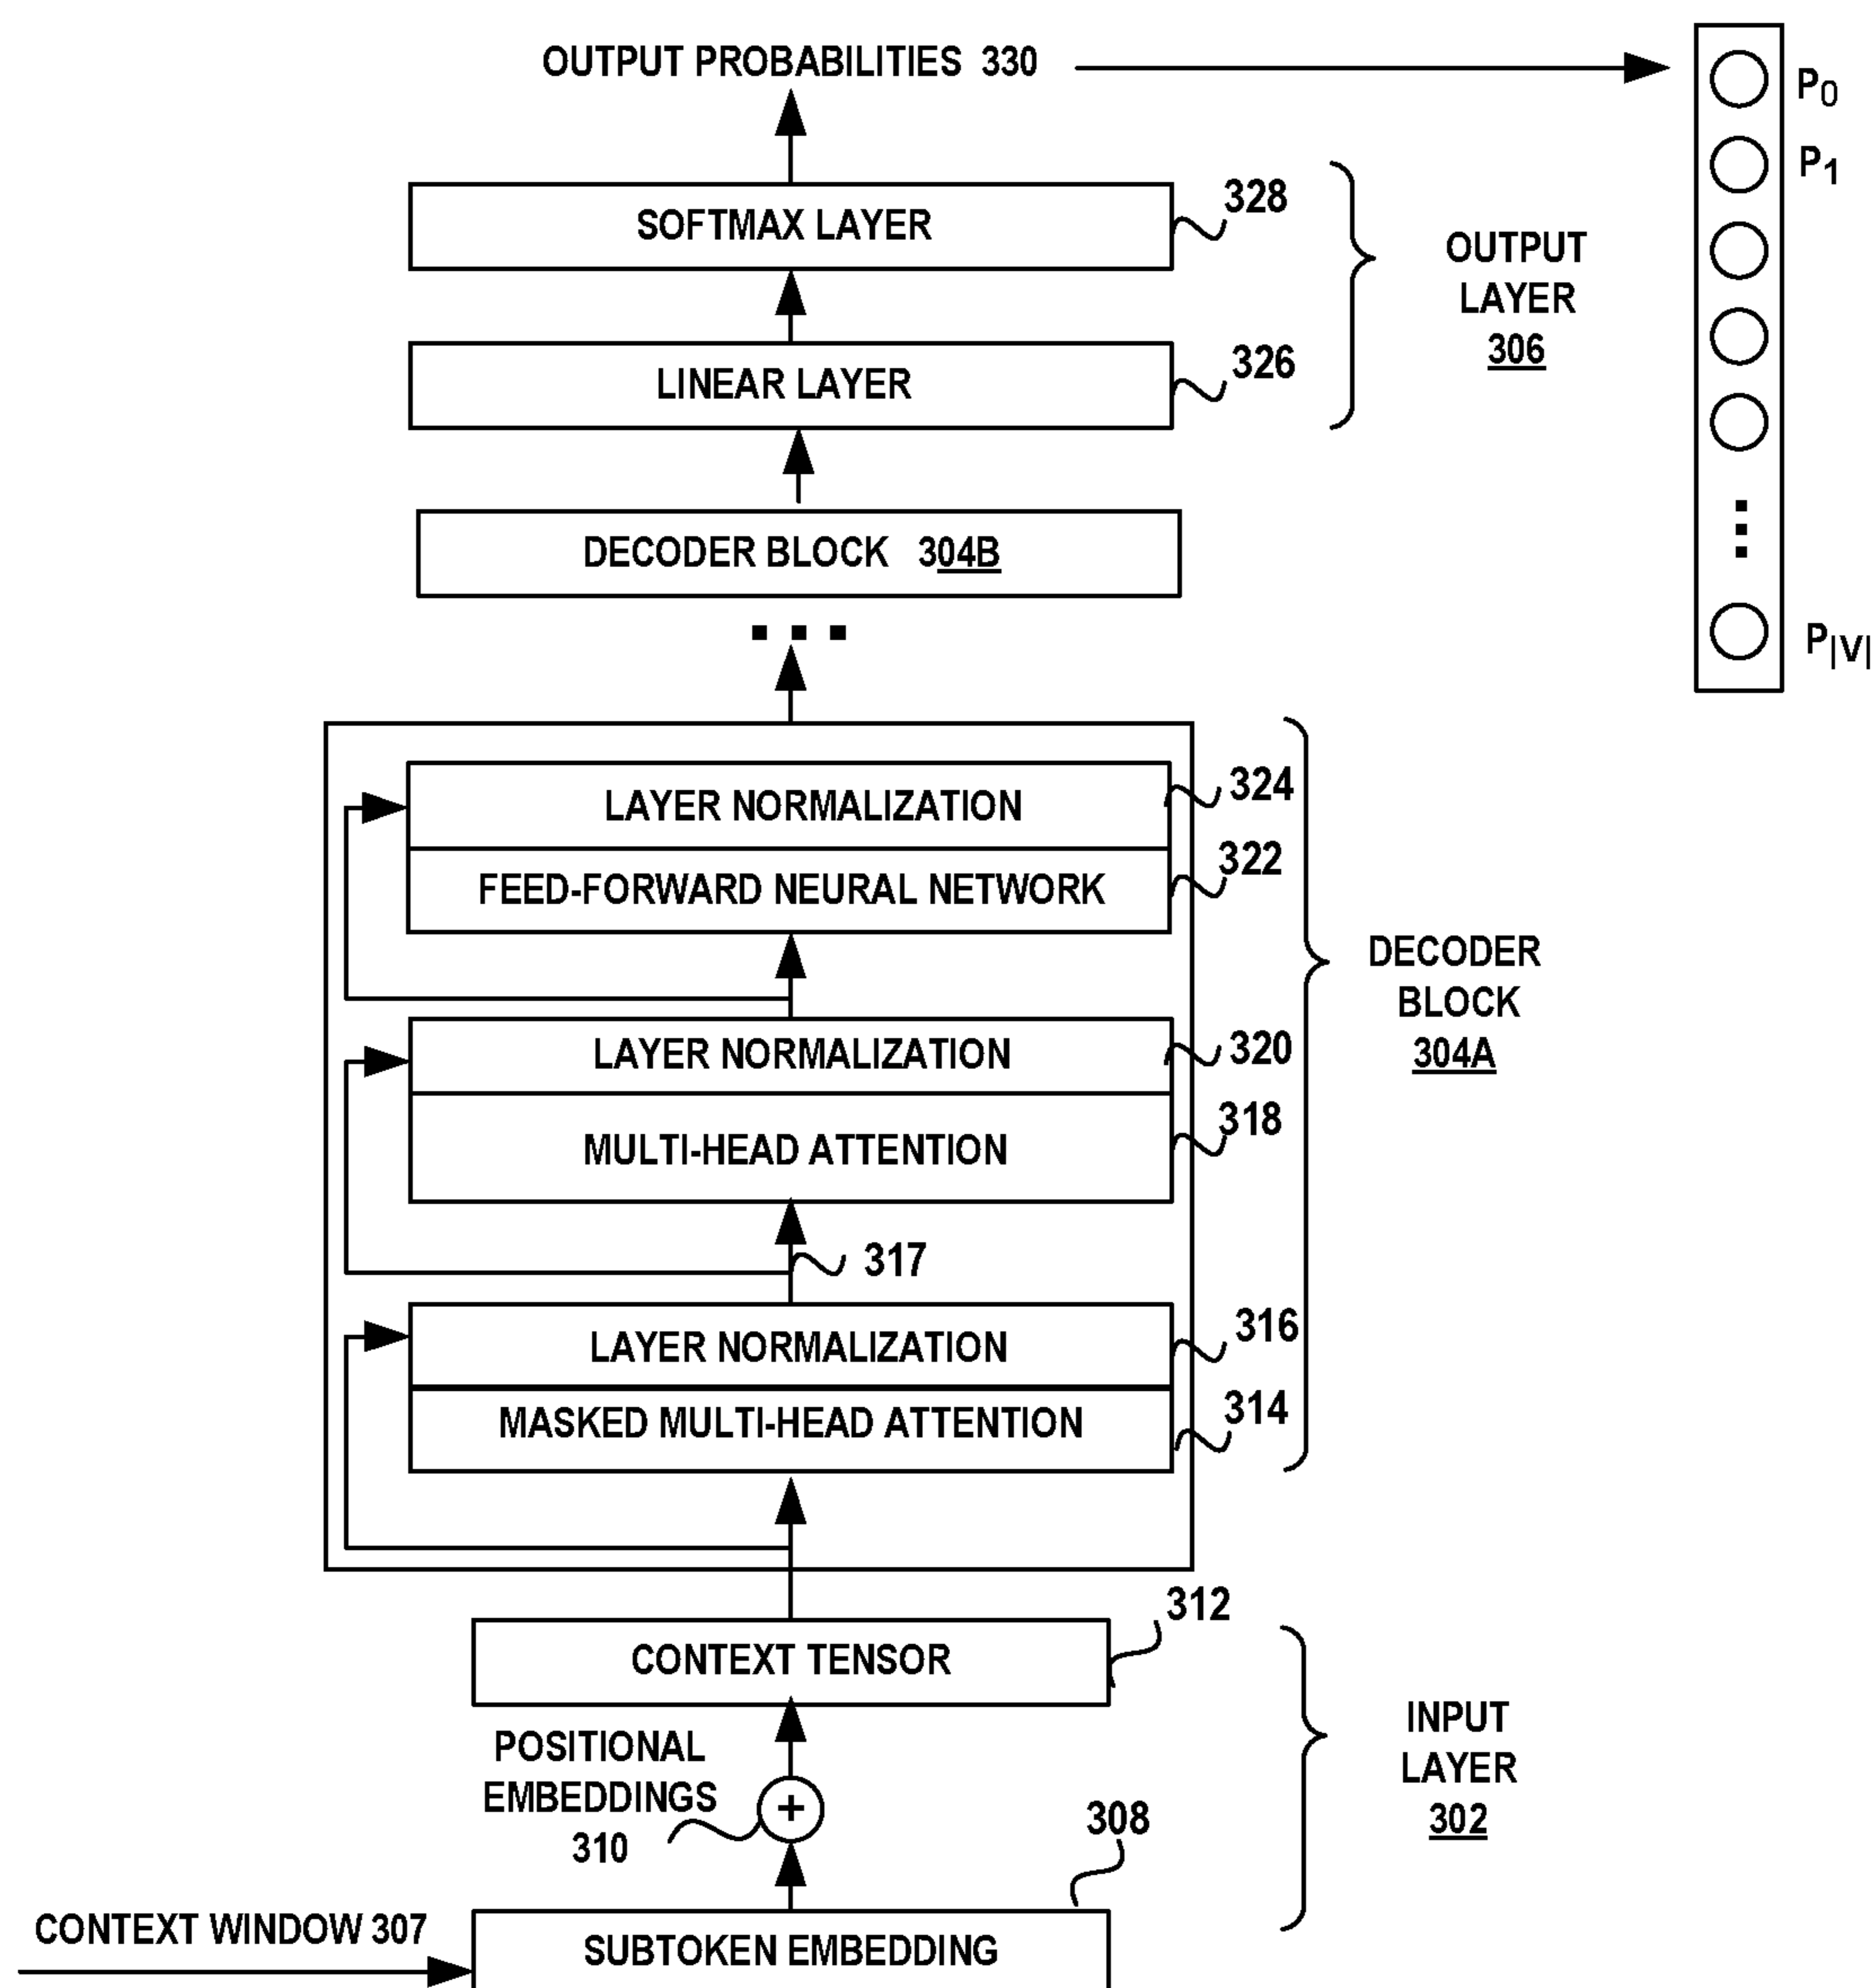 OUTPUT PROBABILITIES 330
P0
P1
SOFTMAX LAYER
328
OUTPUT
LAYER
306
LINEAR LAYER
326
DECODER BLOCK 304B
P|V|
LAYER NORMALIZATION
324
FEED-FORWARD NEURAL NETWORK
322
DECODER
BLOCK
304A
LAYER NORMALIZATION
320
MULTI-HEAD ATTENTION
318
317
LAYER NORMALIZATION
316
MASKED MULTI-HEAD ATTENTION
314
CONTEXT TENSOR
312
POSITIONAL
EMBEDDINGS
310
+
INPUT
LAYER
302
308
CONTEXT WINDOW 307
SUBTOKEN EMBEDDING